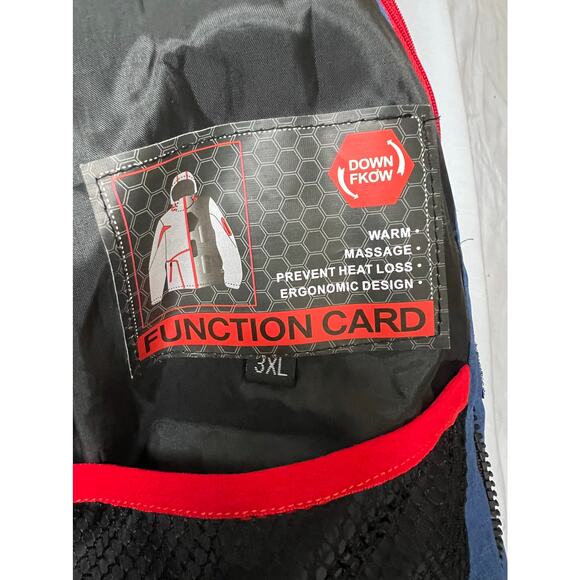 DOWN
FKOW
WARM •
MASSAGE •
PREVENT HEAT LOSS •
ERGONOMIC DESIGN •
FUNCTION CARD
3XL